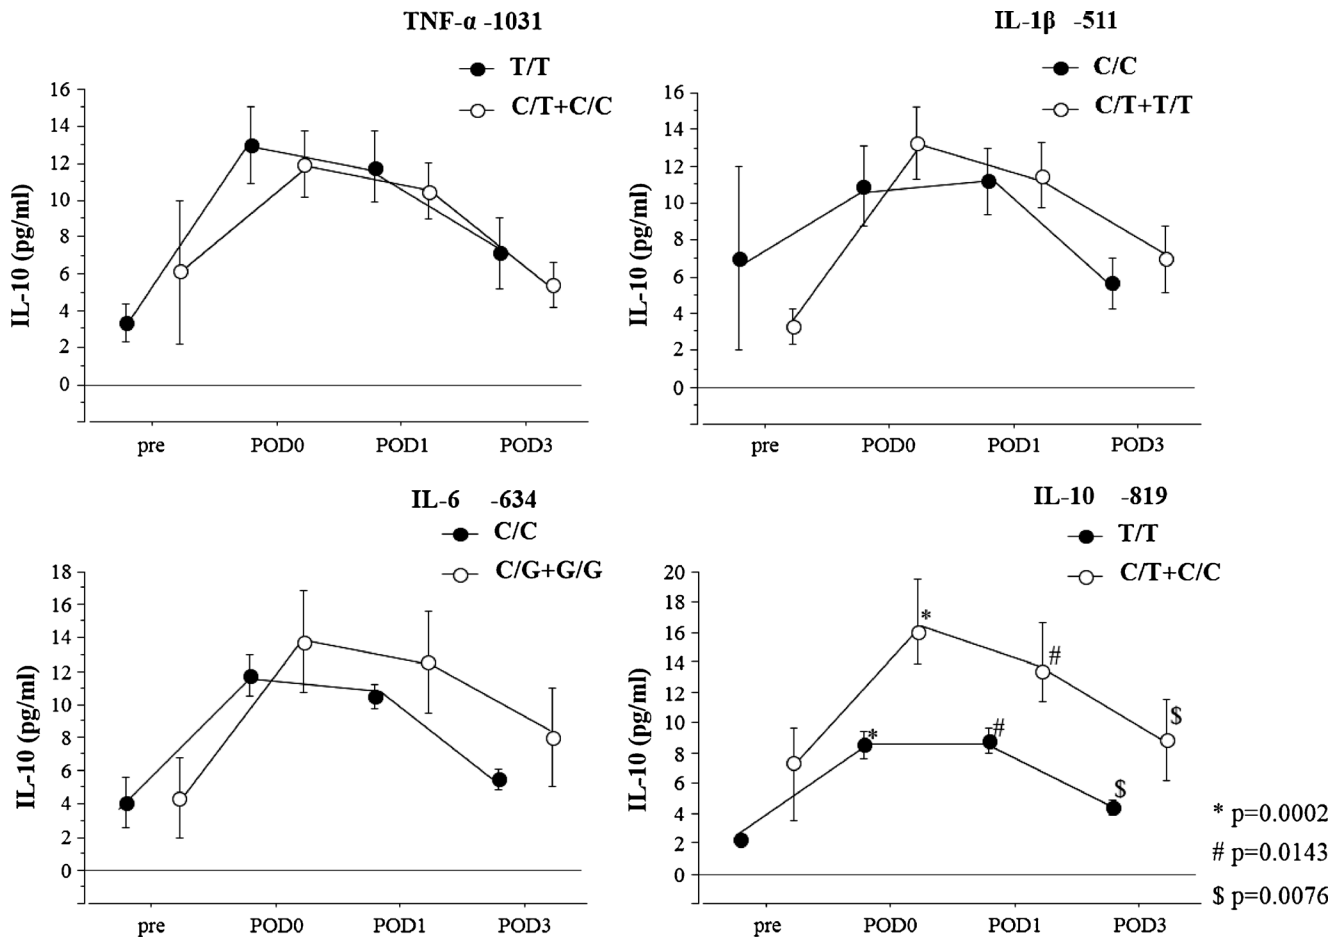 TNF-α -1031
T/T
C/T+C/C
IL-10 (pg/ml)
16
14
12
10
8
6
4
2
0
pre POD0 POD1 POD3
IL-1β -511
C/C
C/T+T/T
IL-10 (pg/ml)
16
14
12
10
8
6
4
2
0
pre POD0 POD1 POD3
IL-6 -634
C/C
C/G+G/G
IL-10 (pg/ml)
18
16
14
12
10
8
6
4
2
0
pre POD0 POD1 POD3
IL-10 -819
T/T
C/T+C/C
IL-10 (pg/ml)
20
18
16
14
12
10
8
6
4
2
0
* # $
* # $
pre POD0 POD1 POD3
* p=0.0002
# p=0.0143
$ p=0.0076